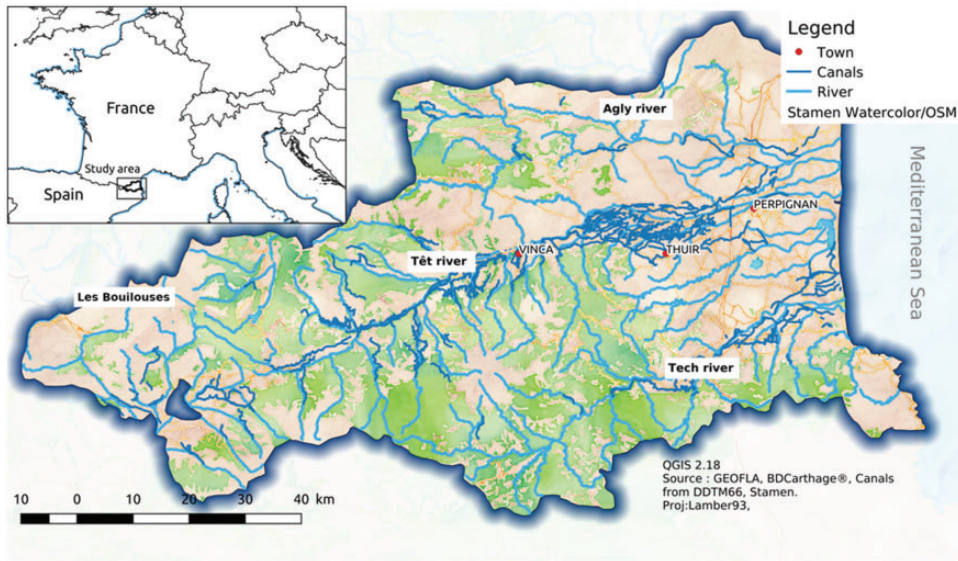 France
Study area
Spain
Legend
Town
Canals
River
Stamen Watercolor/OSM
Agly river
Mediterranean Sea
PERPIGNAN
VINCA
THUIR
Têt river
Les Bouilouses
Tech river
QGIS 2.18
Source : GEOFLA, BDCarthage®, Canals
from DDTM66, Stamen.
Proj:Lamber93,
10 0 10 20 30 40 km